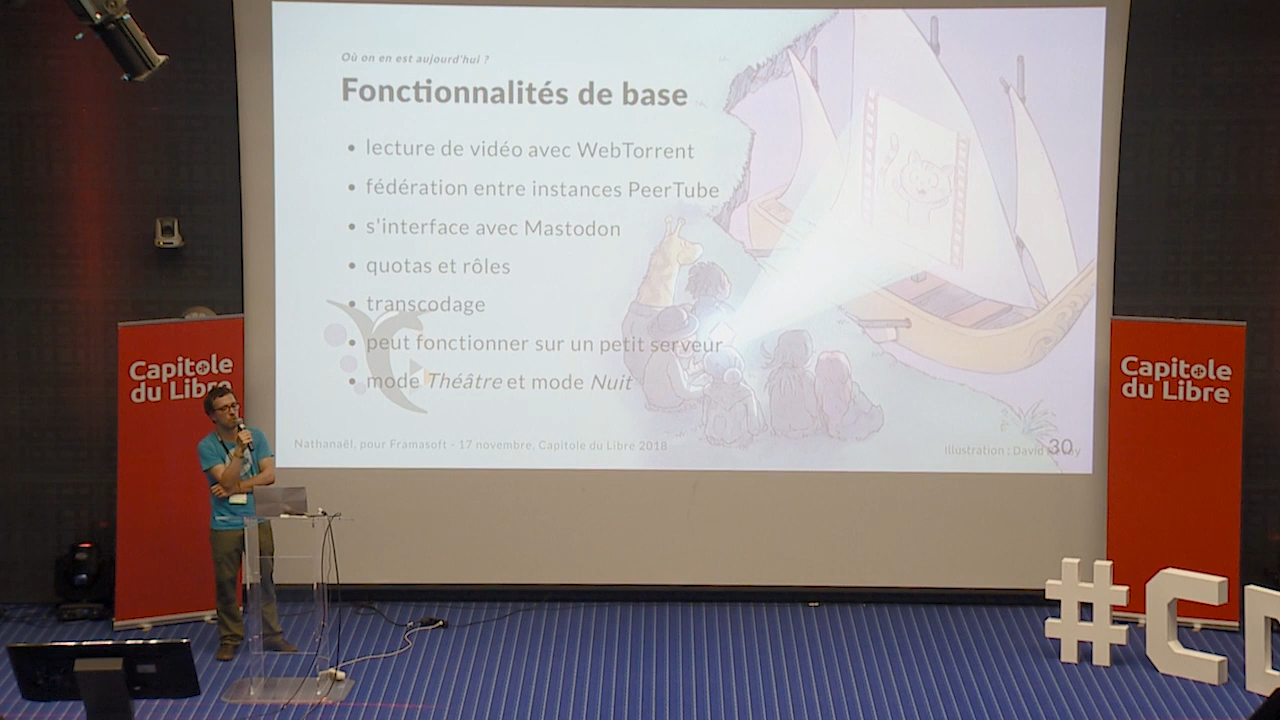 Où on en est aujourd'hui ?
Fonctionnalités de base
• lecture de vidéo avec WebTorrent
• fédération entre instances PeerTube
• s'interface avec Mastodon
• quotas et rôles
• transcodage
• peut fonctionner sur un petit serveur
• mode Théâtre et mode Nuit
Nathanaël, pour Framasoft - 17 novembre, Capitole du Libre 2018
Illustration : David
30
Capitole
du Libre
Capitole
du Libre
#C